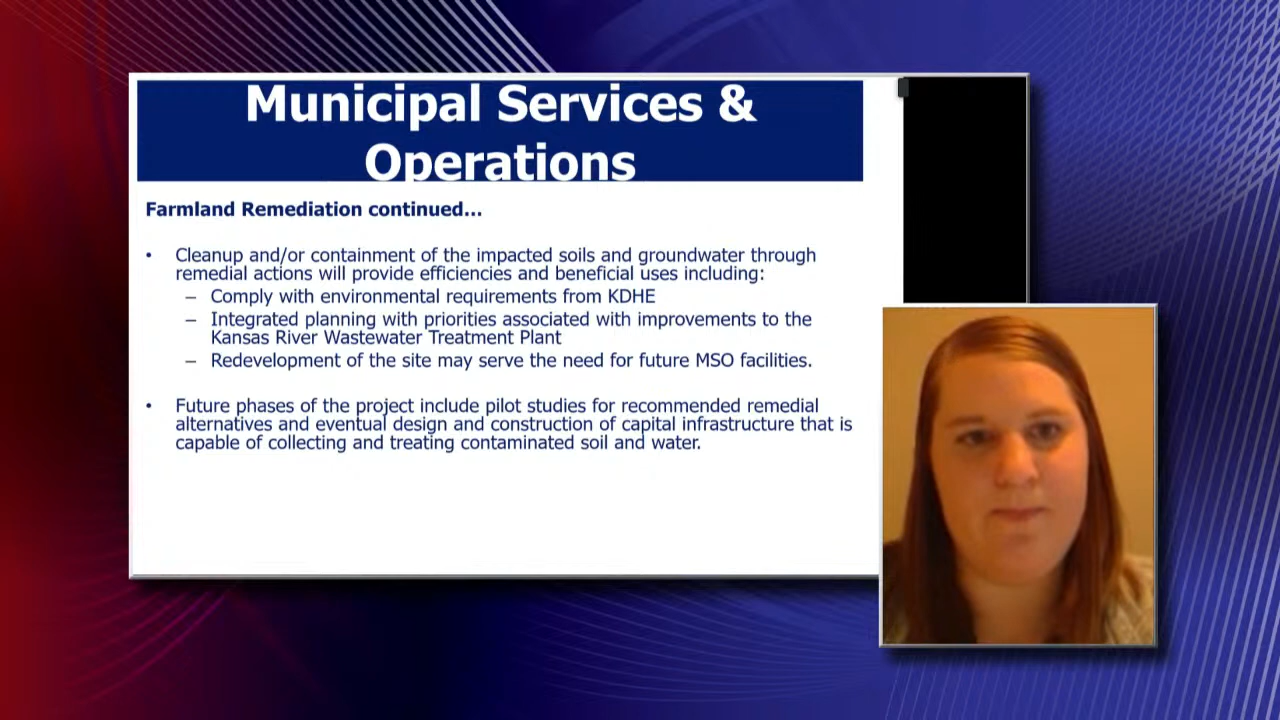 Municipal Services &
Operations
Farmland Remediation continued...
• Cleanup and/or containment of the impacted soils and groundwater through
remedial actions will provide efficiencies and beneficial uses including:
– Comply with environmental requirements from KDHE
– Integrated planning with priorities associated with improvements to the
Kansas River Wastewater Treatment Plant
– Redevelopment of the site may serve the need for future MSO facilities.
• Future phases of the project include pilot studies for recommended remedial
alternatives and eventual design and construction of capital infrastructure that is
capable of collecting and treating contaminated soil and water.